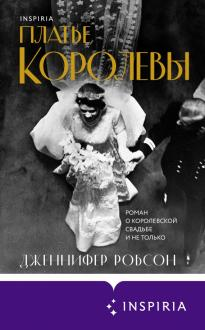 INSPIRIA
ПЛАТЬЕ
КОРОЛЕВЫ
РОМАН
О КОРОЛЕВСКОЙ
СВАДЬБЕ
И НЕ ТОЛЬКО
ДЖЕННИФЕР РОБСОН
INSPIRIA